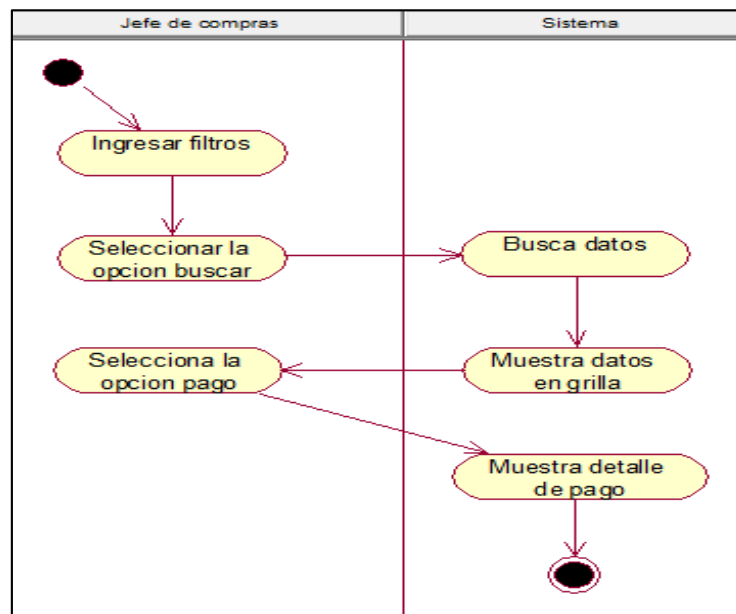 Jefe de compras
Sistema
Ingresar filtros
Seleccionar la
opcion buscar
Busca datos
Selecciona la
opcion pago
Muestra datos
en grilla
Muestra detalle
de pago